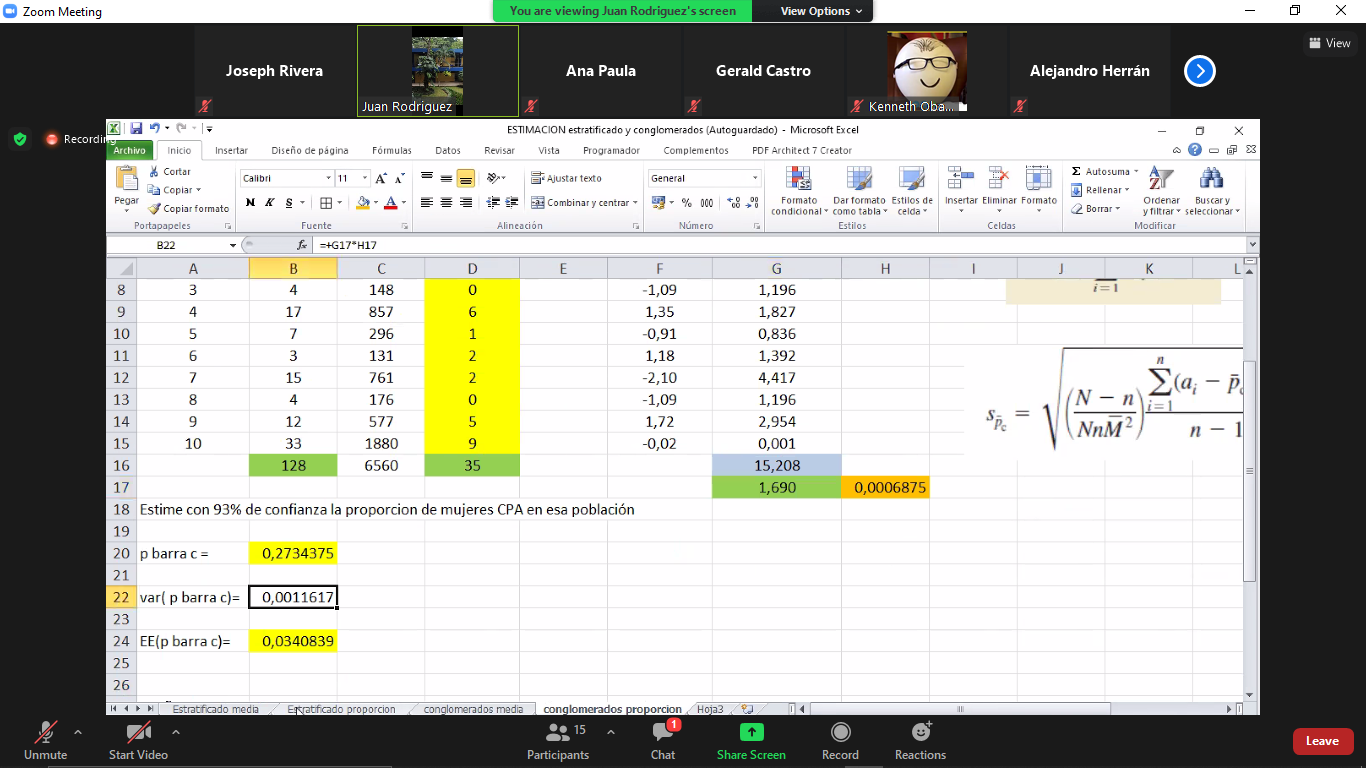 Zoom Meeting
You are viewing Juan Rodriguez's screen
View Options
Joseph Rivera
Juan Rodriguez
Ana Paula
Gerald Castro
Kenneth Oba...
Alejandro Herrán
View
Recording
ESTIMACION estratificado y conglomerados (Autoguardado) - Microsoft Excel
Archivo Inicio Insertar Diseño de página Fórmulas Datos Revisar Vista Programador Complementos PDF Architect 7 Creator
Pegar
Cortar
Copiar
Copiar formato
Portapapeles
Calibri 11
N K S
Fuente
Ajustar texto
Combinar y centrar
Alineación
General
% 000
Número
Formato condicional
Dar formato como tabla
Estilos de celda
Estilos
Insertar Eliminar Formato
Celdas
Autosuma
Rellenar
Borrar
Ordenar y filtrar
Buscar y seleccionar
Modificar
B22 fx =+G17*H17
A B C D E F G H I J K L
8 3 4 148 0 -1,09 1,196 i=1
9 4 17 857 6 1,35 1,827
10 5 7 296 1 -0,91 0,836
11 6 3 131 2 1,18 1,392
12 7 15 761 2 -2,10 4,417
13 8 4 176 0 -1,09 1,196
14 9 12 577 5 1,72 2,954
15 10 33 1880 9 -0,02 0,001
s_p̄c = √((N − n / NnM̄²) n Σ i=1 (ai − p̄c / n − 1
16 128 6560 35 15,208
17 1,690 0,0006875
18 Estime con 93% de confianza la proporcion de mujeres CPA en esa población
19
20 p barra c = 0,2734375
21
22 var( p barra c)= 0,0011617
23
24 EE(p barra c)= 0,0340839
25
26
Estratificado media Estratificado proporcion conglomerados media conglomerados proporcion Hoja3
Unmute
Start Video
Participants 15
Chat 1
Share Screen
Record
Reactions
Leave